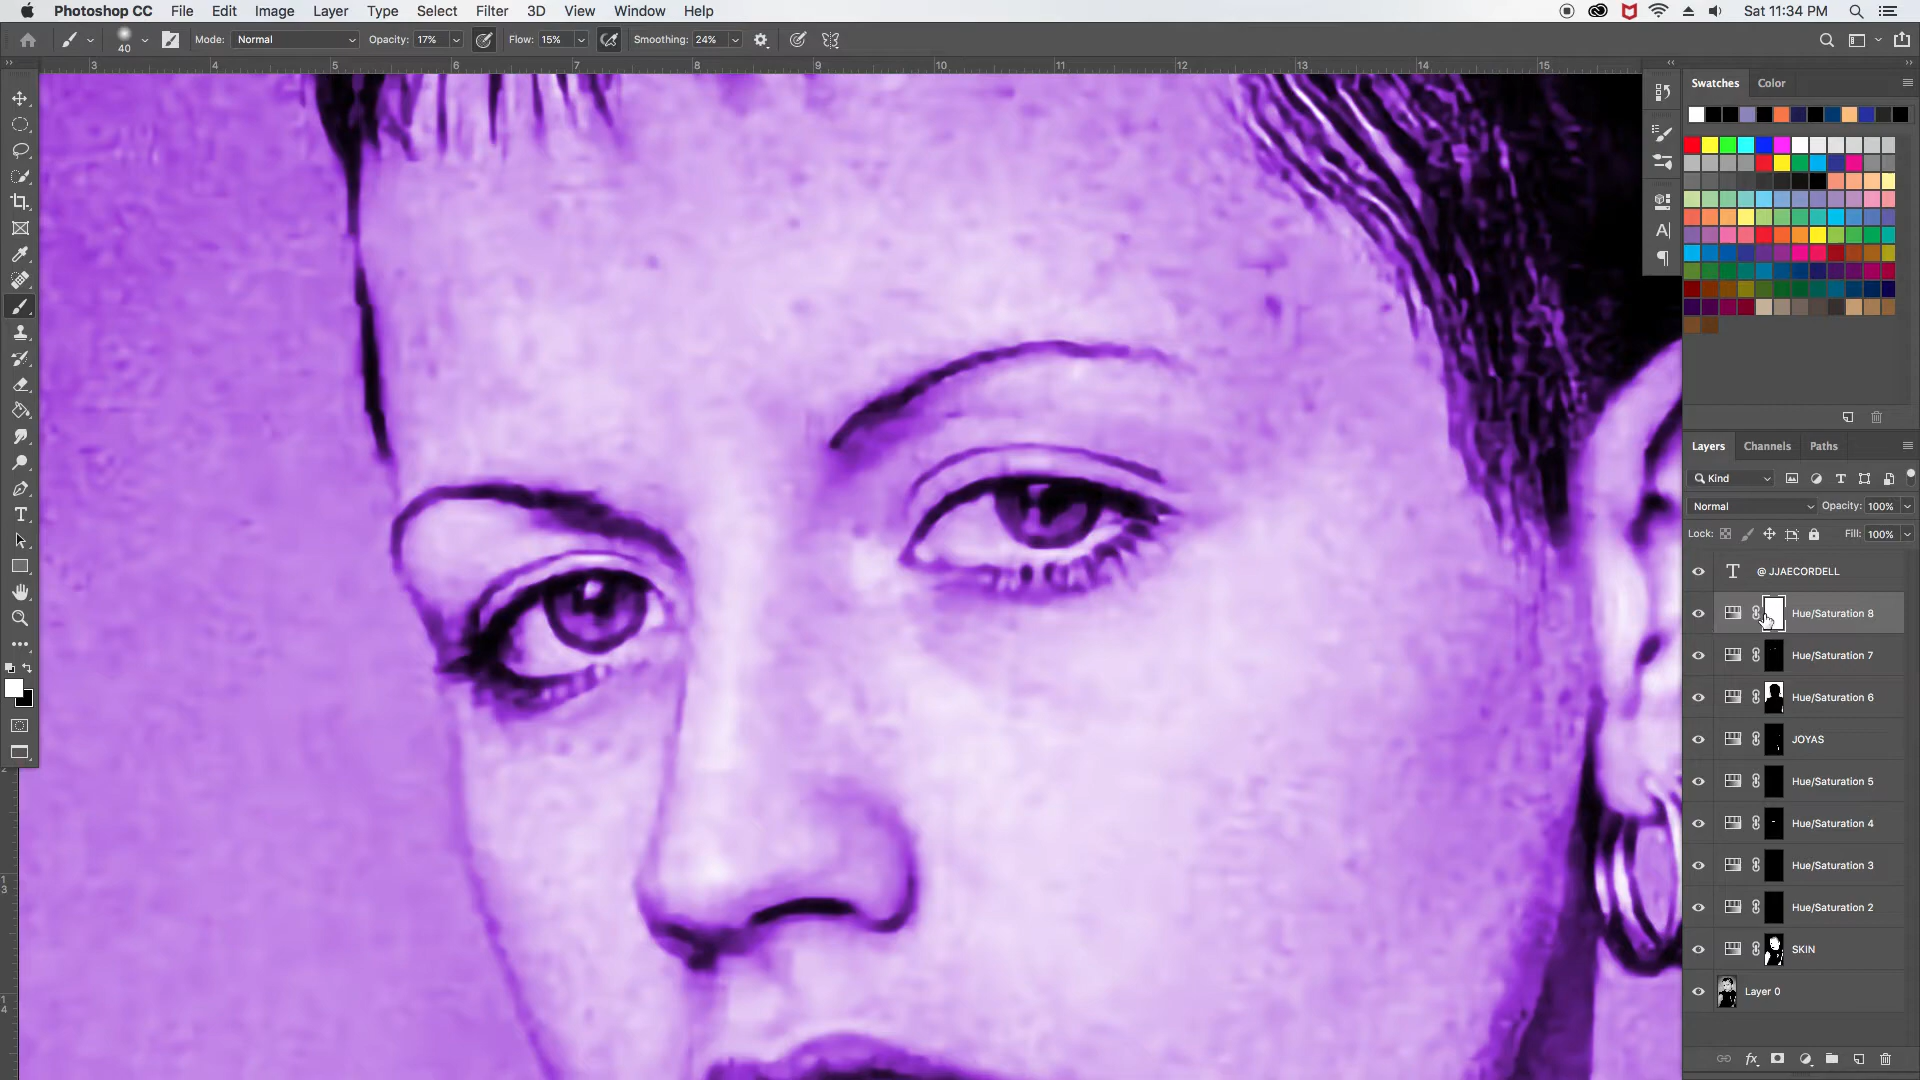 Photoshop CC File Edit Image Layer Type Select Filter 3D View Window Help Sat 11:34 PM
40 Mode: Normal Opacity: 17% Flow: 15% Smoothing: 24%
3 4 5 6 7 8 9 10 11 12 13 14 15
Swatches Color
Layers Channels Paths
Kind
Normal Opacity: 100%
Lock: Fill: 100%
@ JJAECORDELL
Hue/Saturation 8
Hue/Saturation 7
Hue/Saturation 6
JOYAS
Hue/Saturation 5
Hue/Saturation 4
Hue/Saturation 3
Hue/Saturation 2
SKIN
Layer 0